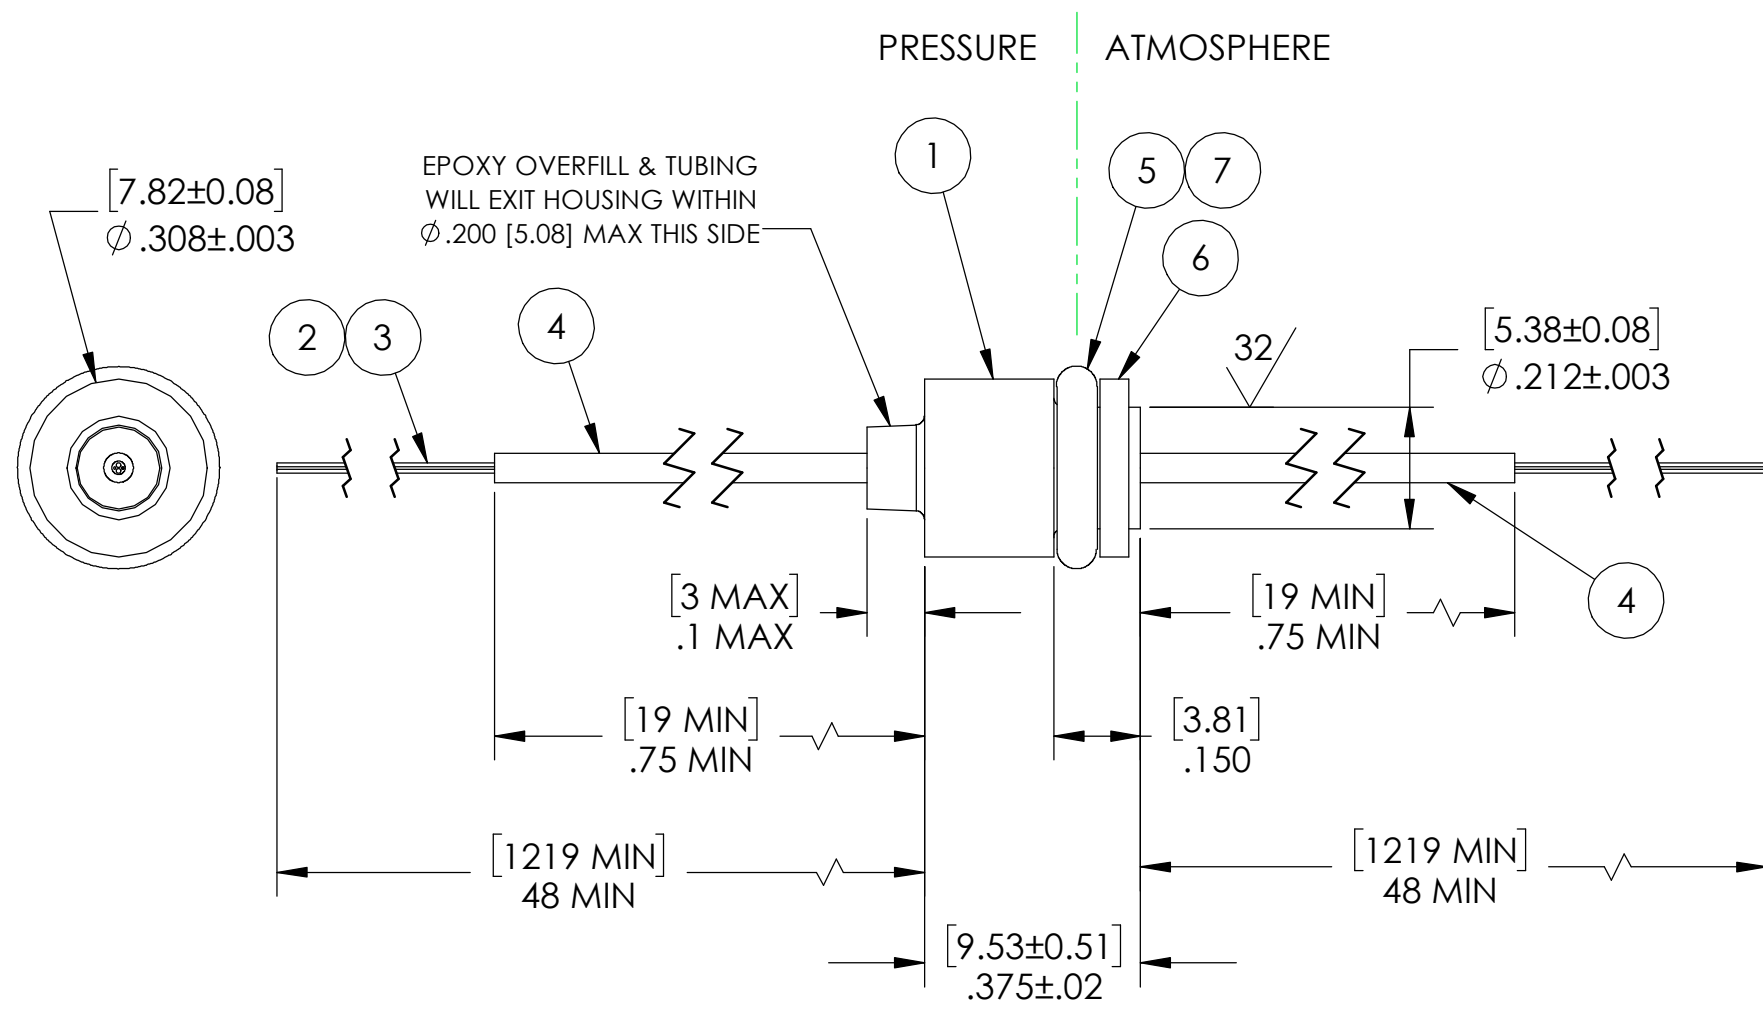 PRESSURE
ATMOSPHERE
1
5
7
6
EPOXY OVERFILL & TUBING
WILL EXIT HOUSING WITHIN
⌀.200 [5.08] MAX THIS SIDE
[7.82±0.08]
⌀.308±.003
2
3
4
32
[5.38±0.08]
⌀.212±.003
[3 MAX]
.1 MAX
[19 MIN]
.75 MIN
4
[19 MIN]
.75 MIN
[3.81]
.150
[1219 MIN]
48 MIN
[1219 MIN]
48 MIN
[9.53±0.51]
.375±.02